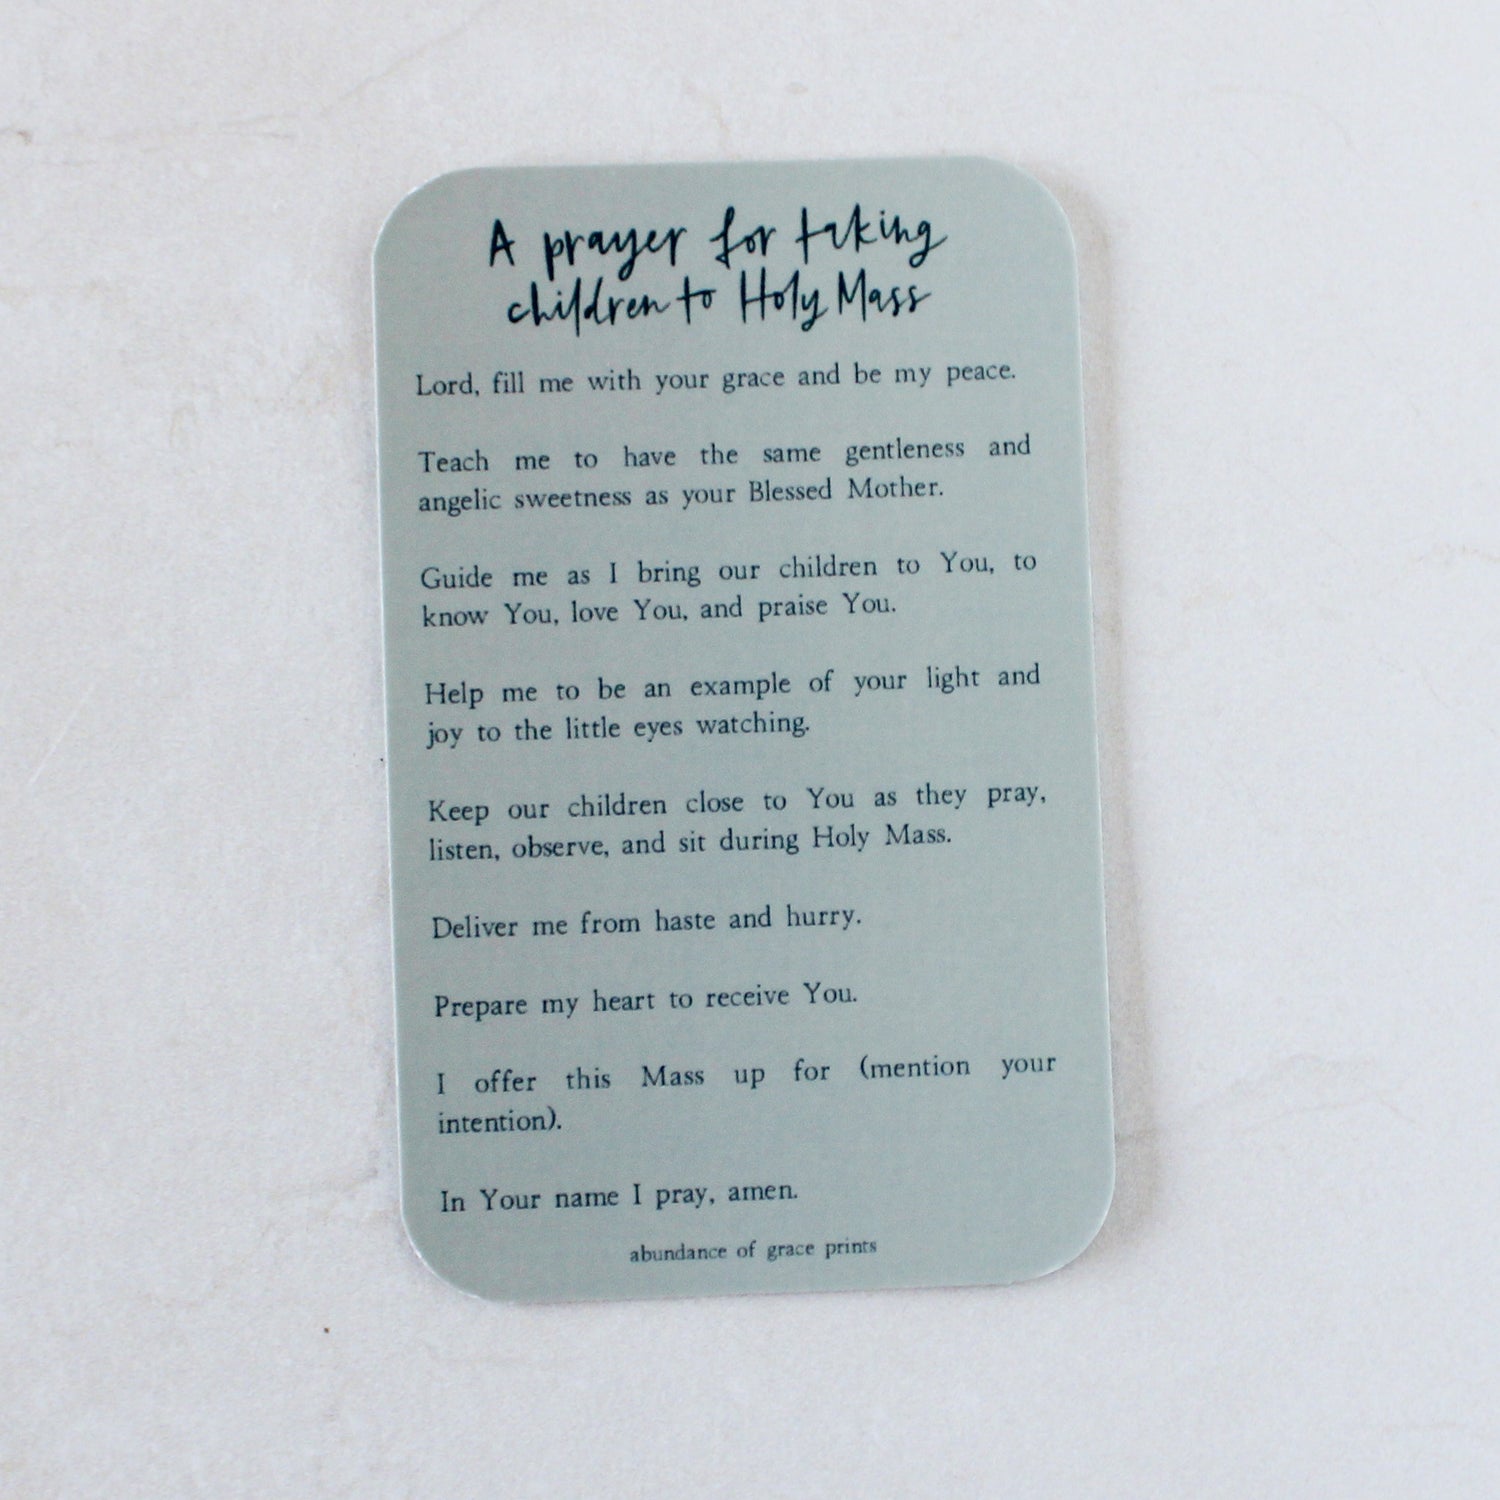 A prayer for taking
children to Holy Mass
Lord, fill me with your grace and be my peace.
Teach me to have the same gentleness and
angelic sweetness as your Blessed Mother.
Guide me as I bring our children to You, to
know You, love You, and praise You.
Help me to be an example of your light and
joy to the little eyes watching.
Keep our children close to You as they pray,
listen, observe, and sit during Holy Mass.
Deliver me from haste and hurry.
Prepare my heart to receive You.
I offer this Mass up for (mention your
intention).
In Your name I pray, amen.
abundance of grace prints